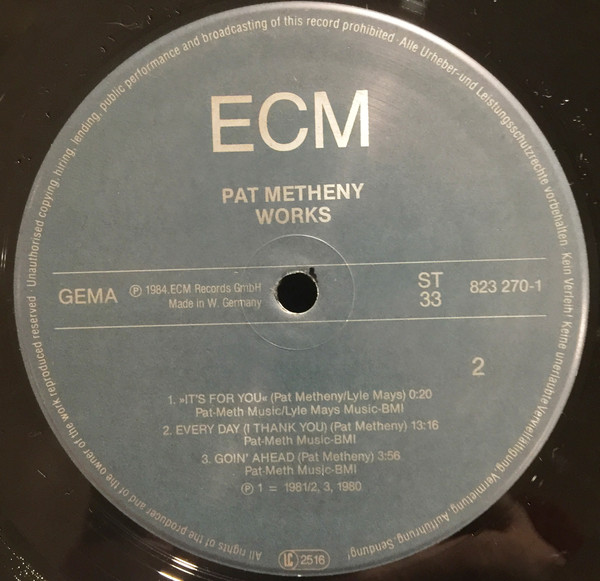 ECM
PAT METHENY
WORKS
GEMA
℗ 1984 ECM Records GmbH
Made in W. Germany
ST
33
823 270-1
2
1. »IT'S FOR YOU« (Pat Metheny/Lyle Mays) 0:20
Pat-Meth Music/Lyle Mays Music-BMI
2. EVERY DAY (I THANK YOU) (Pat Metheny) 13:16
Pat-Meth Music-BMI
3. GOIN' AHEAD (Pat Metheny) 3:56
Pat-Meth Music-BMI
℗ 1 = 1981/2, 3, 1980
LC 2516
All rights of the producer and of the owner of the work reproduced reserved · Unauthorised copying, hiring, lending, public performance and broadcasting of this record prohibited · Alle Urheber-und Leistungsschutzrechte vorbehalten · Kein Verleih! Keine unerlaubte Vervielfältigung, Vermietung, Aufführung, Sendung!